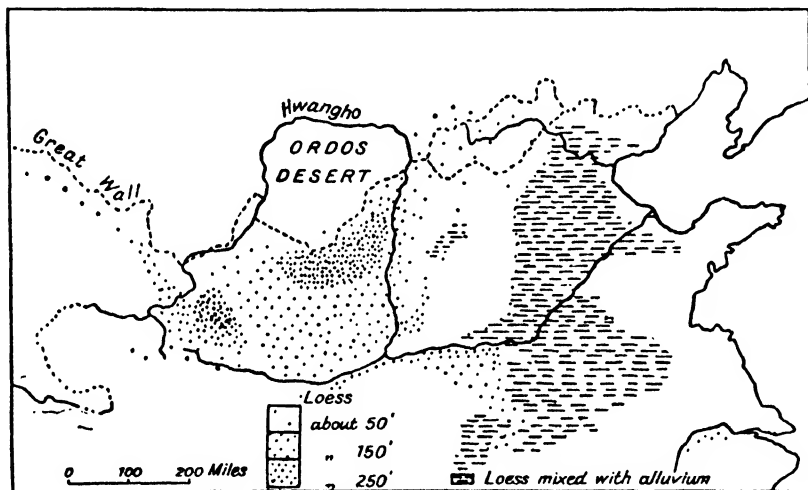 Hwangho
ORDOS
DESERT
Great Wall
Loess
about 50'
„ 150'
„ 250'
0 100 200 Miles
Loess mixed with alluvium